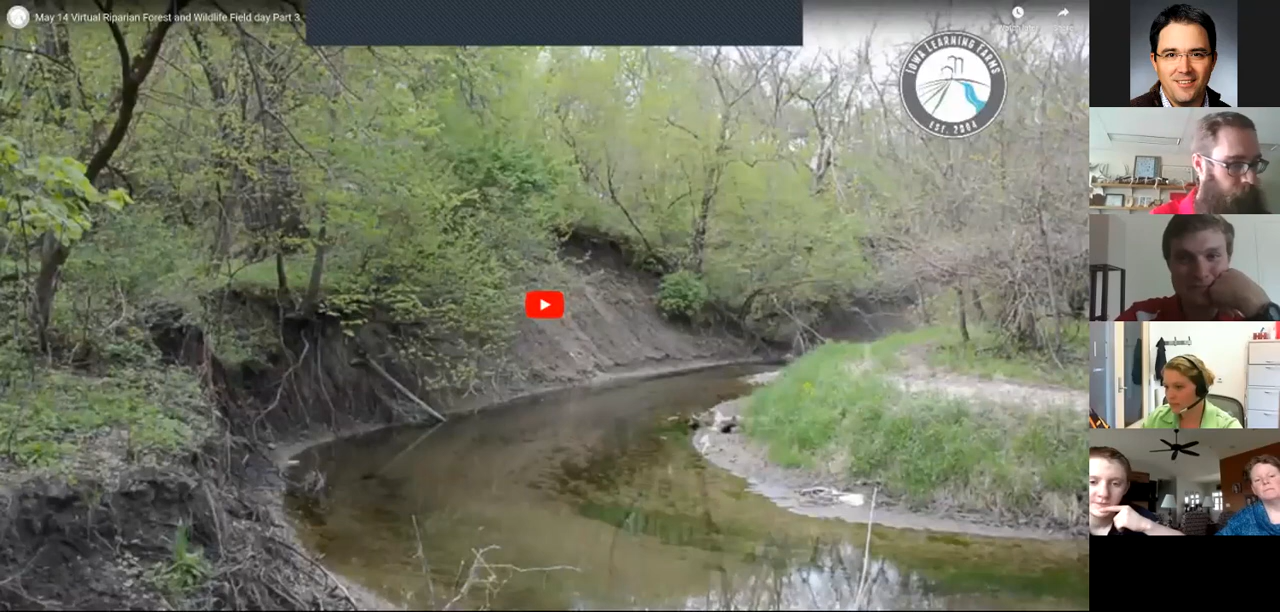 May 14 Virtual Riparian Forest and Wildlife Field day Part 3
IOWA LEARNING FARMS
EST. 2004